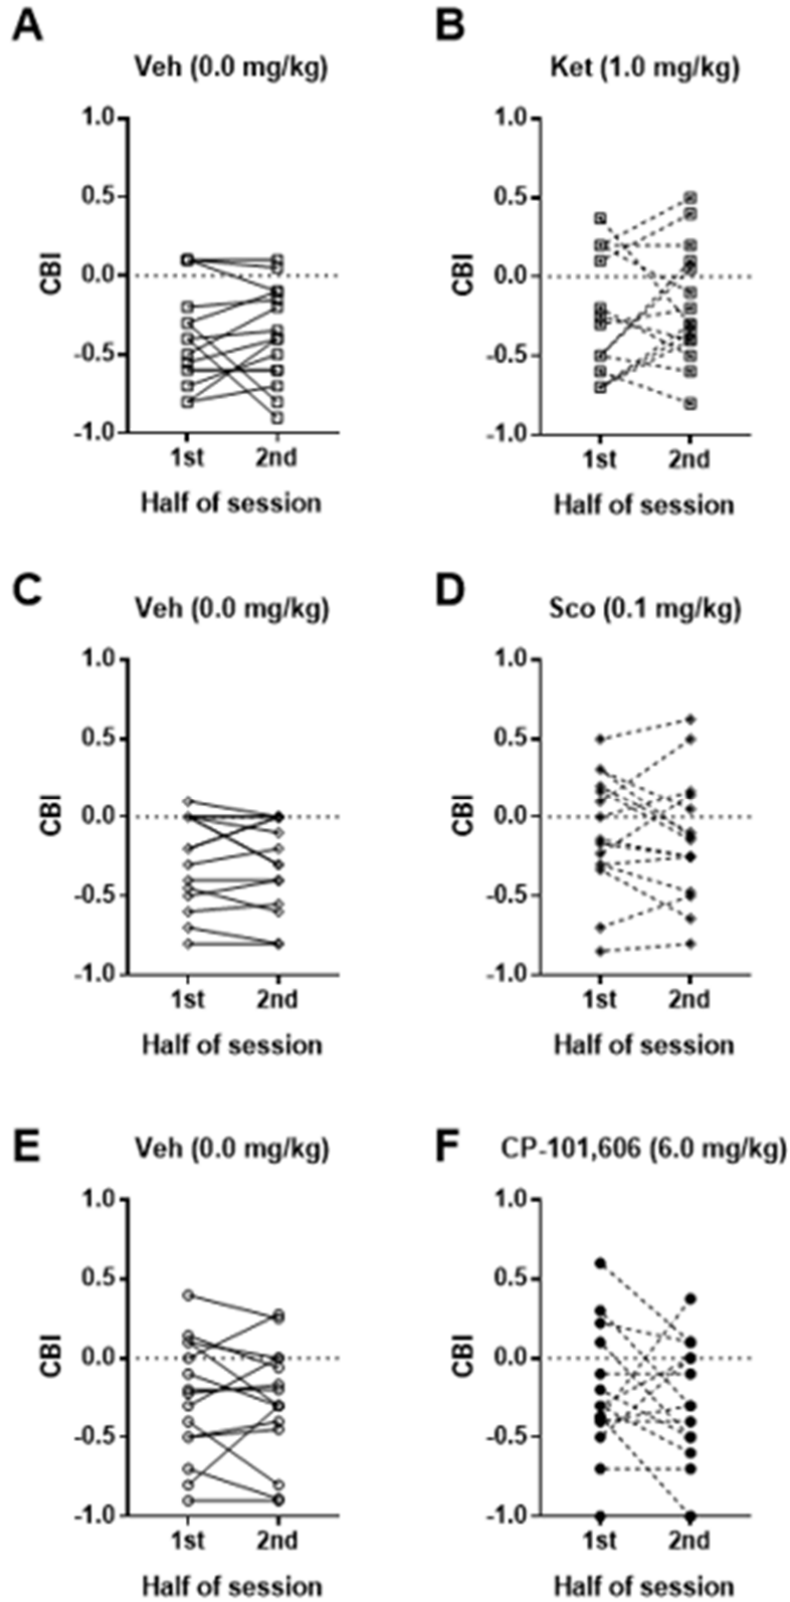 A
B
Veh (0.0 mg/kg)
Ket (1.0 mg/kg)
1.0
0.5
0.0
-0.5
-1.0
CBI
1st
2nd
Half of session
1.0
0.5
0.0
-0.5
-1.0
CBI
1st
2nd
Half of session
C
D
Veh (0.0 mg/kg)
Sco (0.1 mg/kg)
1.0
0.5
0.0
-0.5
-1.0
CBI
1st
2nd
Half of session
1.0
0.5
0.0
-0.5
-1.0
CBI
1st
2nd
Half of session
E
F
Veh (0.0 mg/kg)
CP-101,606 (6.0 mg/kg)
1.0
0.5
0.0
-0.5
-1.0
CBI
1st
2nd
Half of session
1.0
0.5
0.0
-0.5
-1.0
CBI
1st
2nd
Half of session